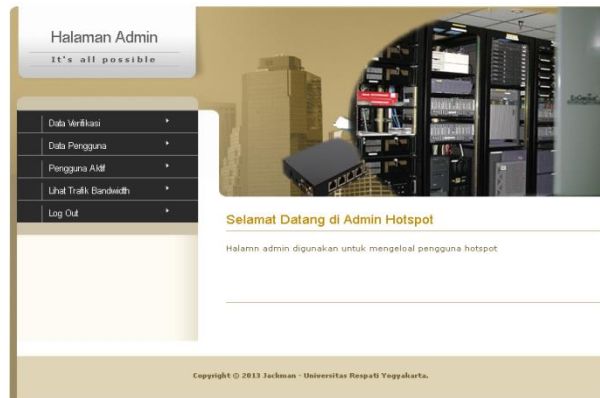 Halaman Admin
It's all possible
Data Verifikasi
Data Pengguna
Pengguna Aktif
Lihat Trafik Bandwidth
Log Out
Selamat Datang di Admin Hotspot
Halamn admin digunakan untuk mengeloal pengguna hotspot
Copyright © 2013 Jackman - Universitas Respati Yogyakarta.